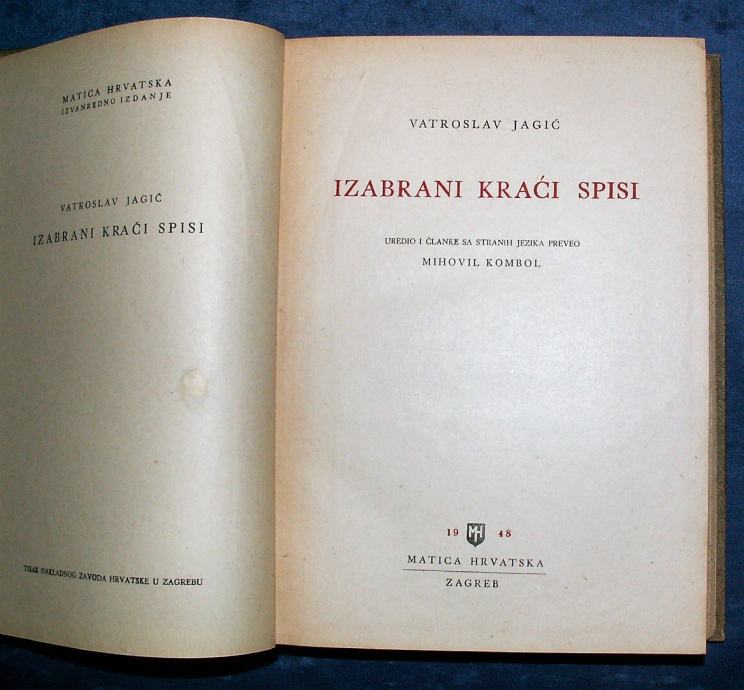 MATICA HRVATSKA
IZVANREDNO IZDANJE
VATROSLAV JAGIĆ
IZABRANI KRAĆI SPISI
TISAK NAKLADNOG ZAVODA HRVATSKE U ZAGREBU
VATROSLAV JAGIĆ
IZABRANI KRAĆI SPISI
UREDIO I ČLANKE SA STRANIH JEZIKA PREVEO
MIHOVIL KOMBOL
19 MH 48
MATICA HRVATSKA
ZAGREB